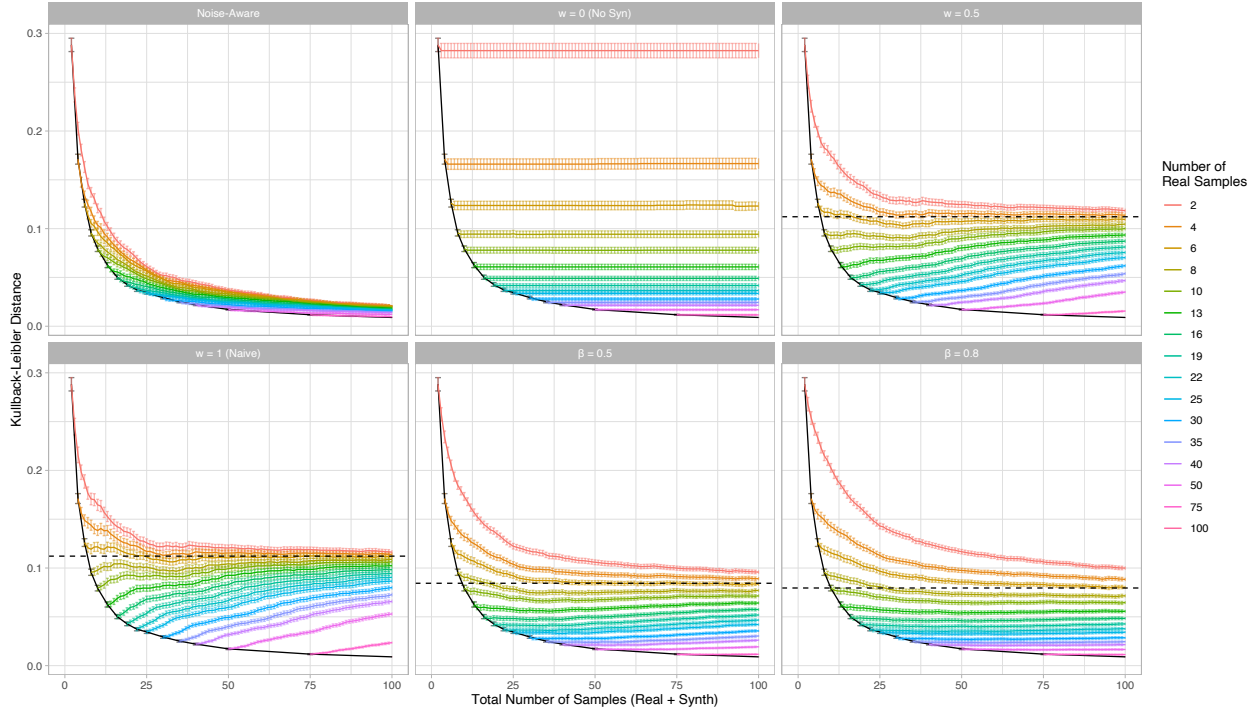 Noise-Aware
w = 0 (No Syn)
w = 0.5
0.3
0.2
0.1
0.0
w = 1 (Naive)
β = 0.5
β = 0.8
0.3
0.2
0.1
0.0
0 25 50 75 100
0 25 50 75 100
0 25 50 75 100
Total Number of Samples (Real + Synth)
Kullback-Leibler Distance
Number of
Real Samples
2
4
6
8
10
13
16
19
22
25
30
35
40
50
75
100